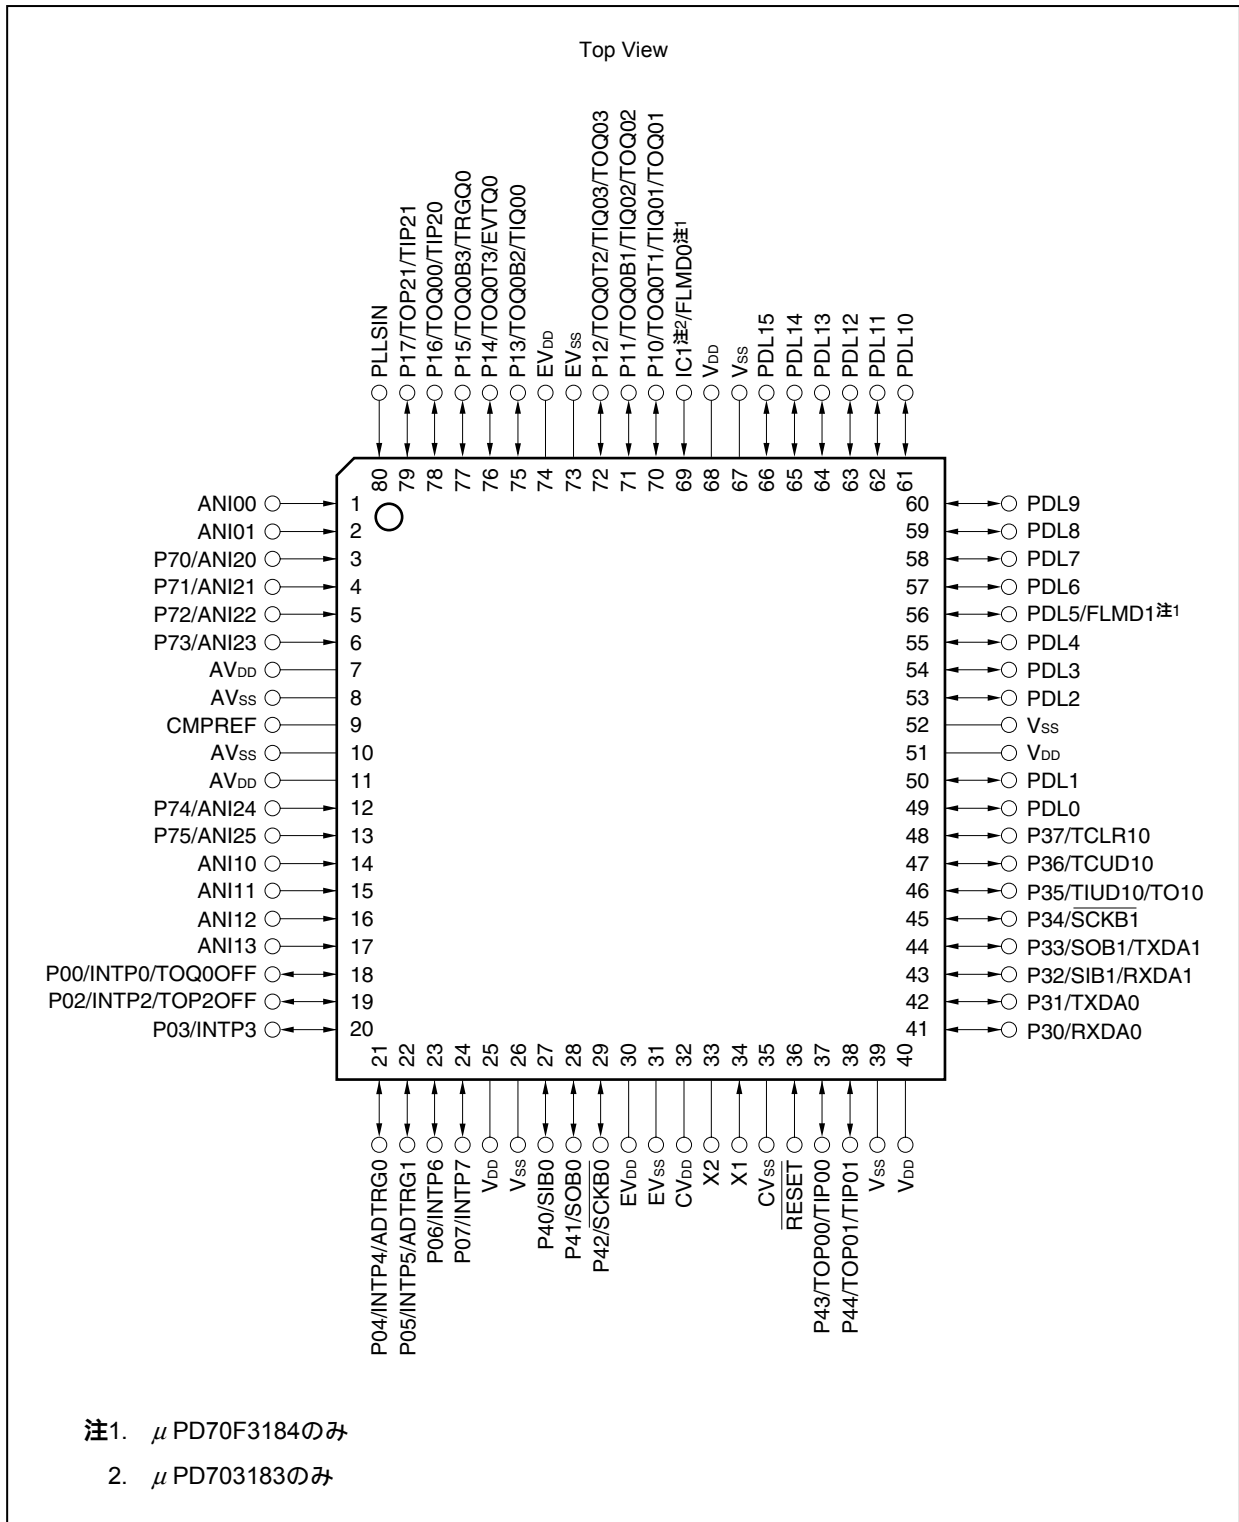 Top View
PLLSIN
P17/TOP21/TIP21
P16/TOQ00/TIP20
P15/TOQ0B3/TRGQ0
P14/TOQ0T3/EVTQ0
P13/TOQ0B2/TIQ00
EVDD
EVSS
P12/TOQ0T2/TIQ03/TOQ03
P11/TOQ0B1/TIQ02/TOQ02
P10/TOQ0T1/TIQ01/TOQ01
IC1注2/FLMD0注1
VDD
VSS
PDL15
PDL14
PDL13
PDL12
PDL11
PDL10
80
79
78
77
76
75
74
73
72
71
70
69
68
67
66
65
64
63
62
61
ANI00 1
ANI01 2
P70/ANI20 3
P71/ANI21 4
P72/ANI22 5
P73/ANI23 6
AVDD 7
AVSS 8
CMPREF 9
AVSS 10
AVDD 11
P74/ANI24 12
P75/ANI25 13
ANI10 14
ANI11 15
ANI12 16
ANI13 17
P00/INTP0/TOQ0OFF 18
P02/INTP2/TOP2OFF 19
P03/INTP3 20
60 PDL9
59 PDL8
58 PDL7
57 PDL6
56 PDL5/FLMD1注1
55 PDL4
54 PDL3
53 PDL2
52 VSS
51 VDD
50 PDL1
49 PDL0
48 P37/TCLR10
47 P36/TCUD10
46 P35/TIUD10/TO10
45 P34/SCKB1
44 P33/SOB1/TXDA1
43 P32/SIB1/RXDA1
42 P31/TXDA0
41 P30/RXDA0
21
22
23
24
25
26
27
28
29
30
31
32
33
34
35
36
37
38
39
40
P04/INTP4/ADTRG0
P05/INTP5/ADTRG1
P06/INTP6
P07/INTP7
VDD
VSS
P40/SIB0
P41/SOB0
P42/SCKB0
EVDD
EVSS
CVDD
X2
X1
CVSS
RESET
P43/TOP00/TIP00
P44/TOP01/TIP01
VSS
VDD
注1. μ PD70F3184のみ
2. μ PD703183のみ